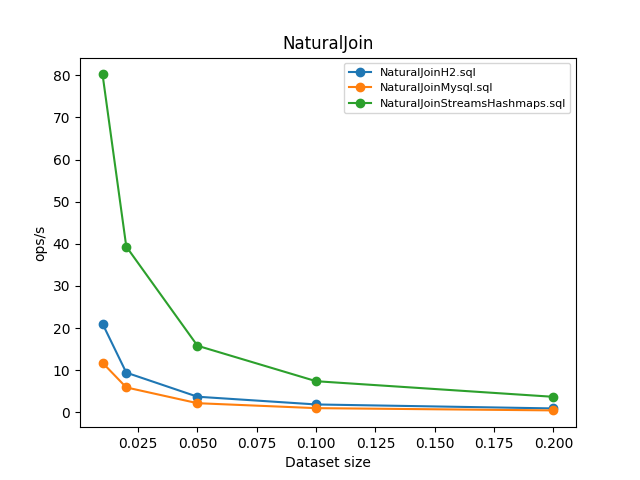 NaturalJoin
NaturalJoinH2.sql
NaturalJoinMysql.sql
NaturalJoinStreamsHashmaps.sql
ops/s
80
70
60
50
40
30
20
10
0
0.025 0.050 0.075 0.100 0.125 0.150 0.175 0.200
Dataset size